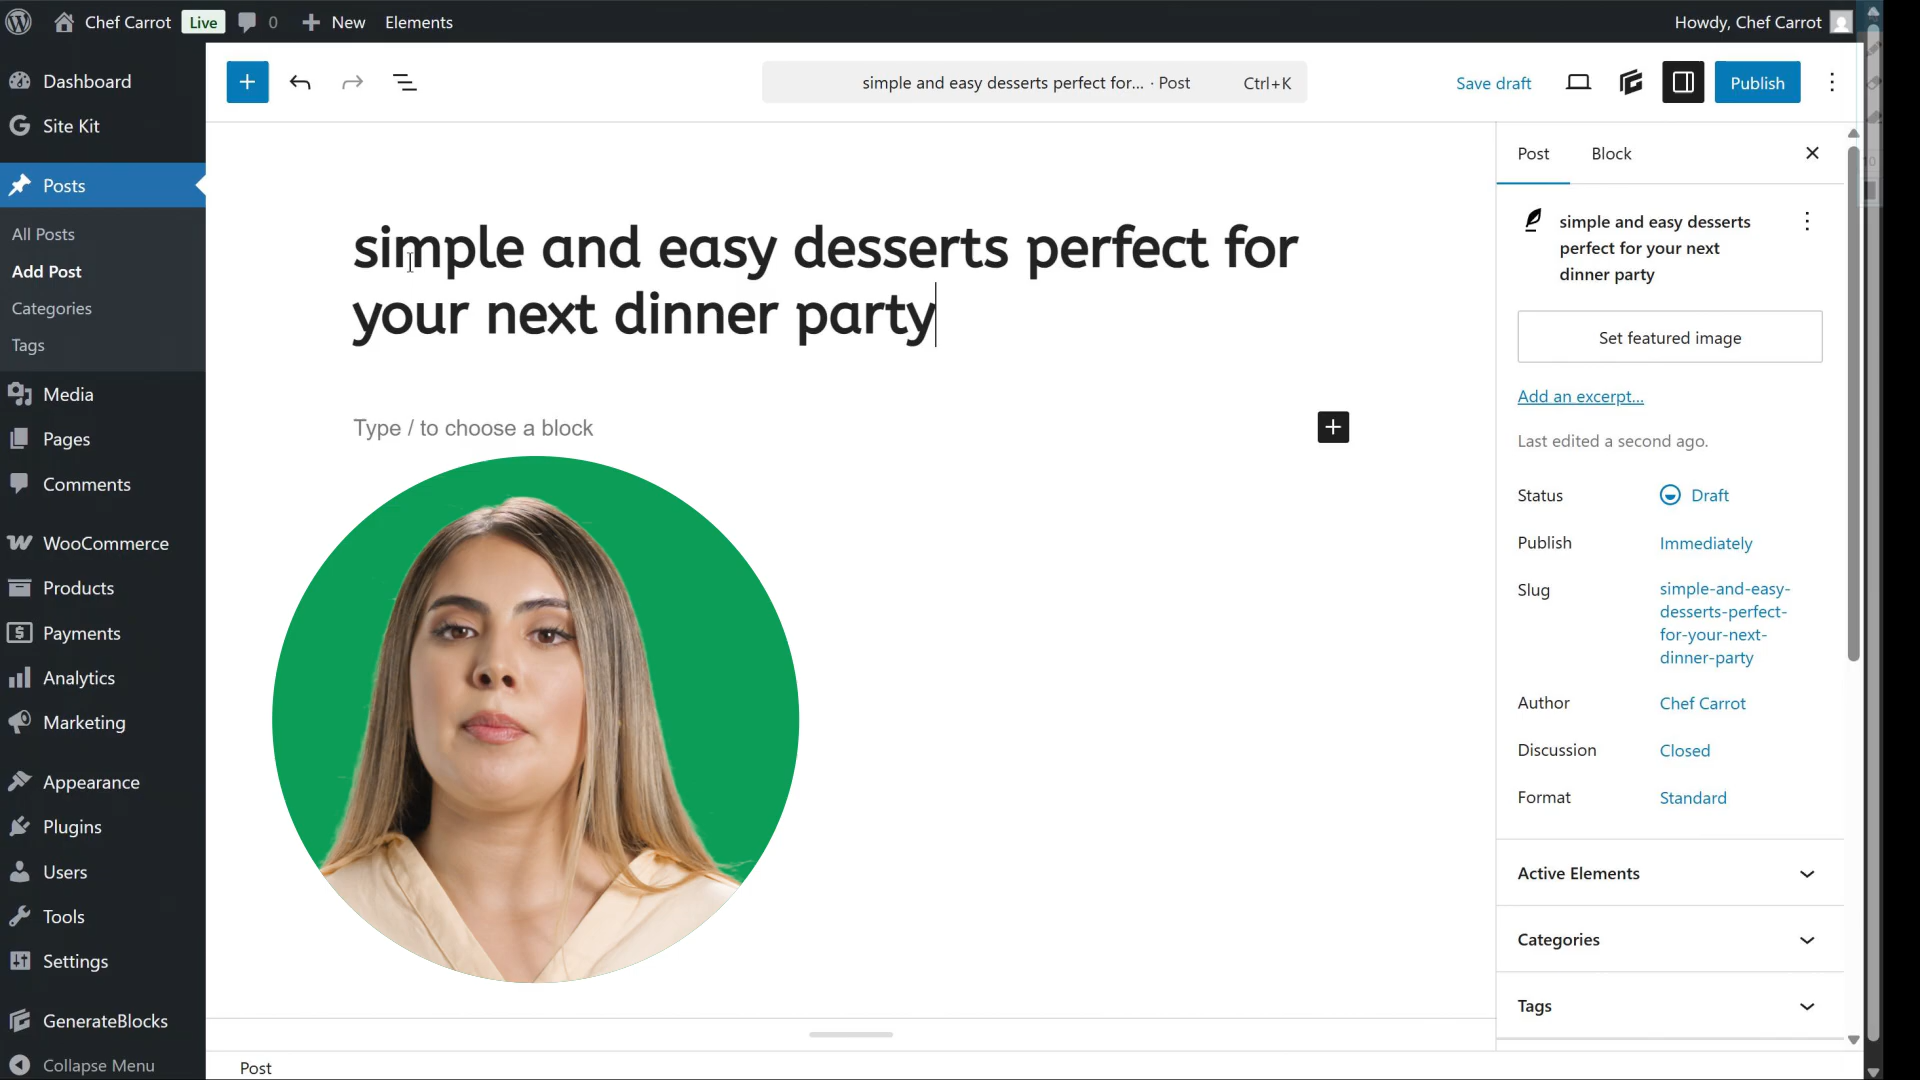 Chef Carrot Live 0 New Elements
Howdy, Chef Carrot
Dashboard
Site Kit
Posts
All Posts
Add Post
Categories
Tags
Media
Pages
Comments
WooCommerce
Products
Payments
Analytics
Marketing
Appearance
Plugins
Users
Tools
Settings
GenerateBlocks
Collapse Menu
simple and easy desserts perfect for... · Post Ctrl+K
Save draft
Publish
simple and easy desserts perfect for
your next dinner party
Type / to choose a block
Post
Post Block
simple and easy desserts
perfect for your next
dinner party
Set featured image
Add an excerpt...
Last edited a second ago.
Status Draft
Publish Immediately
Slug simple-and-easy-
desserts-perfect-
for-your-next-
dinner-party
Author Chef Carrot
Discussion Closed
Format Standard
Active Elements
Categories
Tags
10